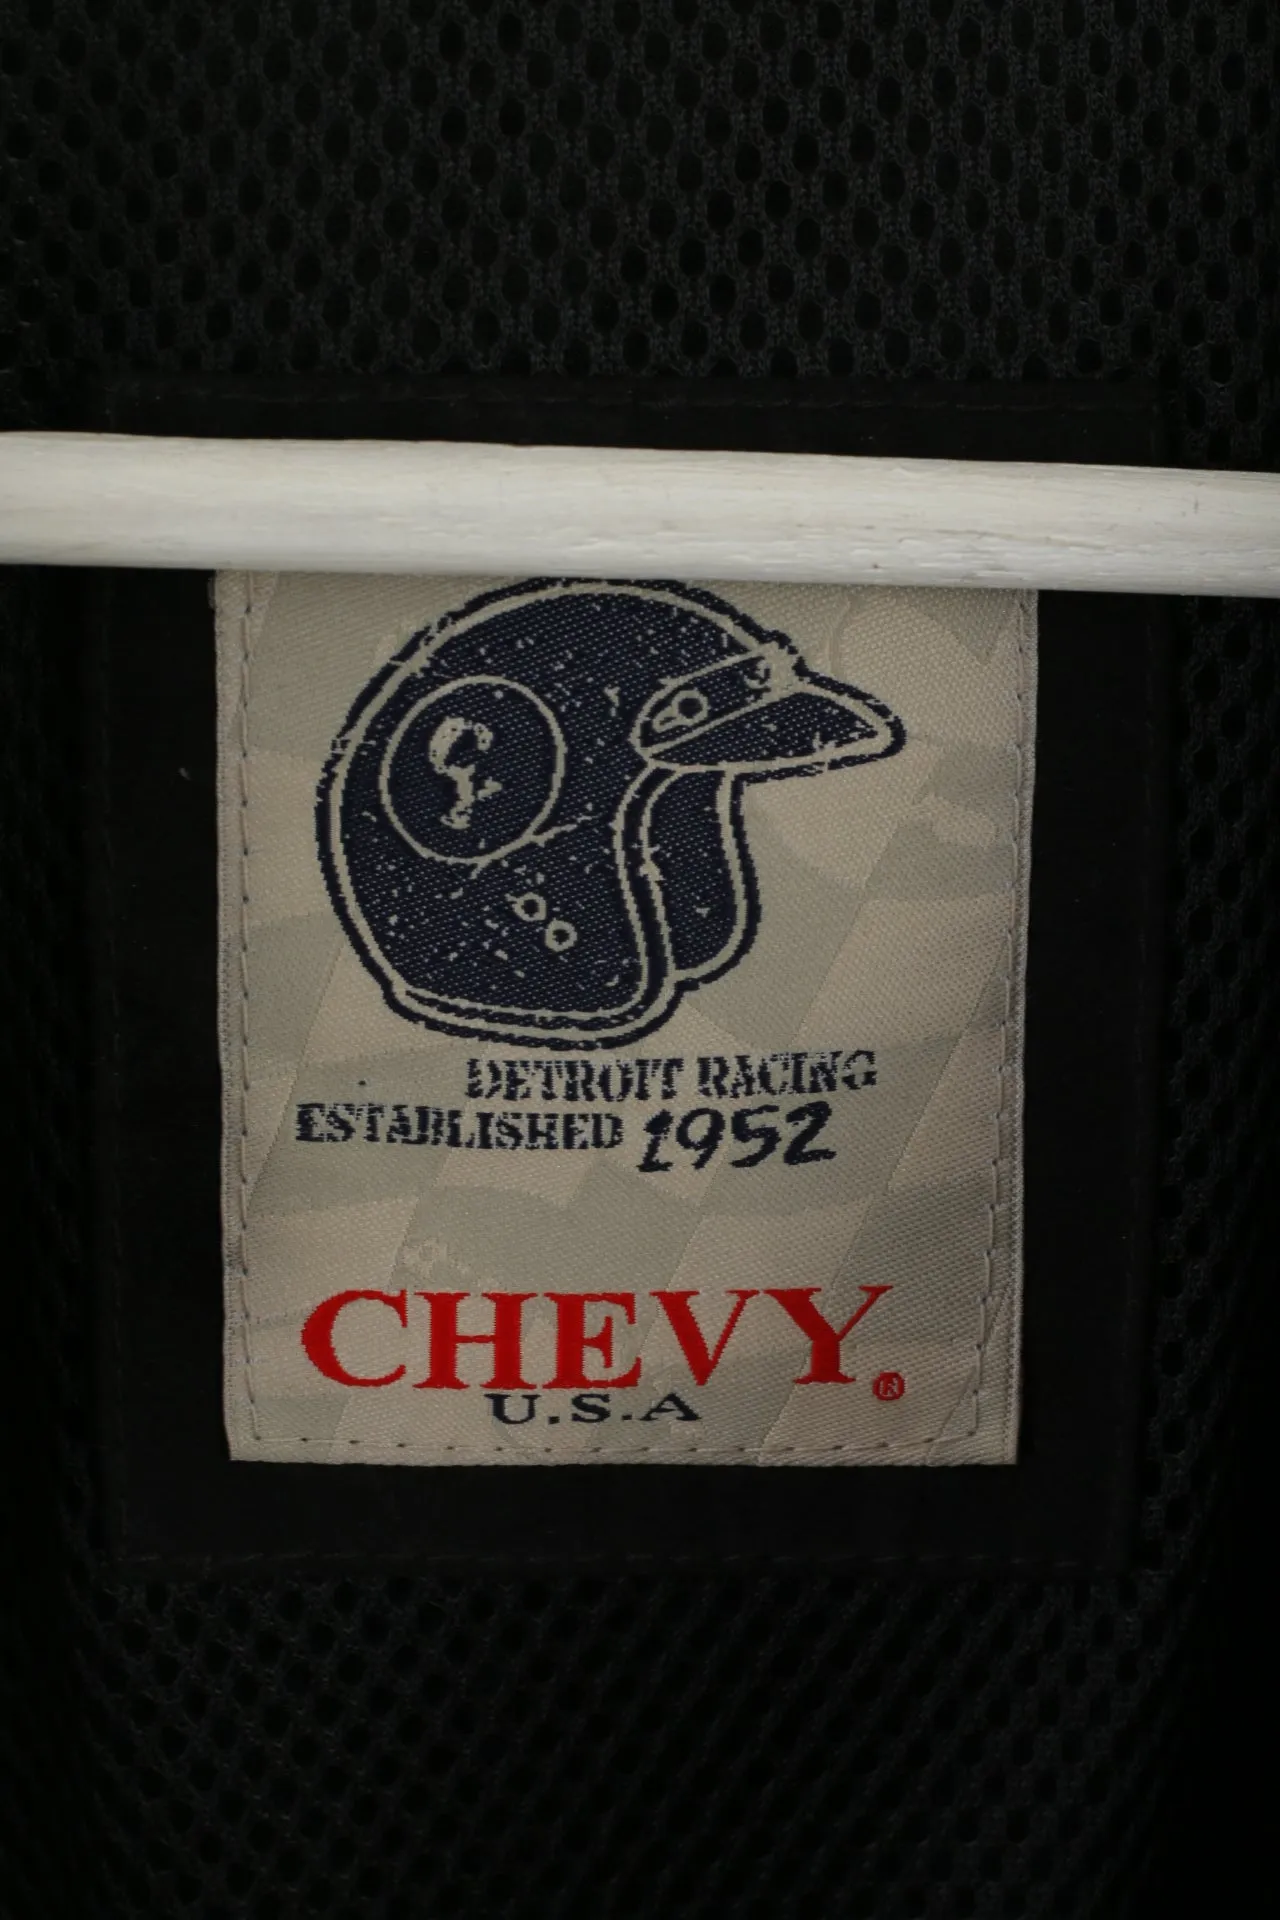 DETROIT RACING
ESTABLISHED 1952
CHEVY®
U.S.A